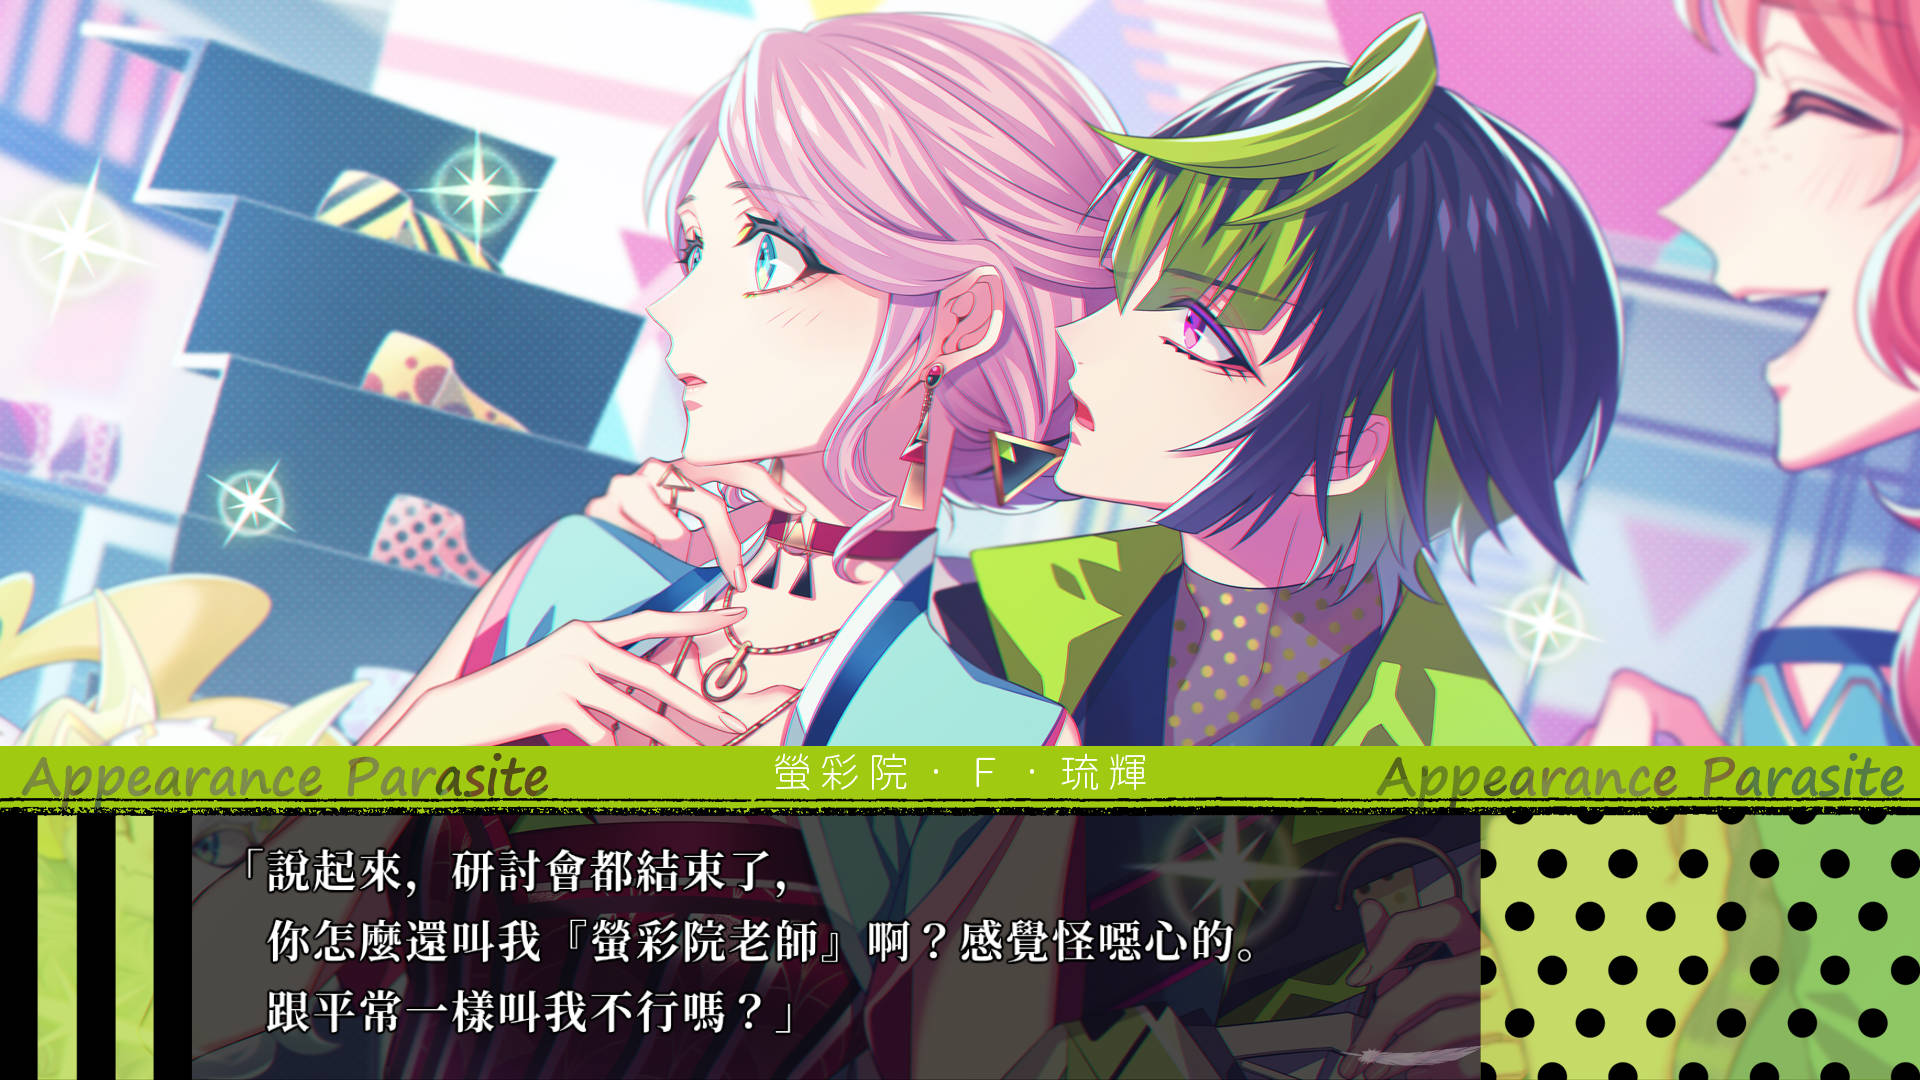 Appearance Parasite
螢彩院・F・琉輝
Appearance Parasite
「說起來，研討會都結束了，
你怎麼還叫我『螢彩院老師』啊？感覺怪噁心的。
跟平常一樣叫我不行嗎？」